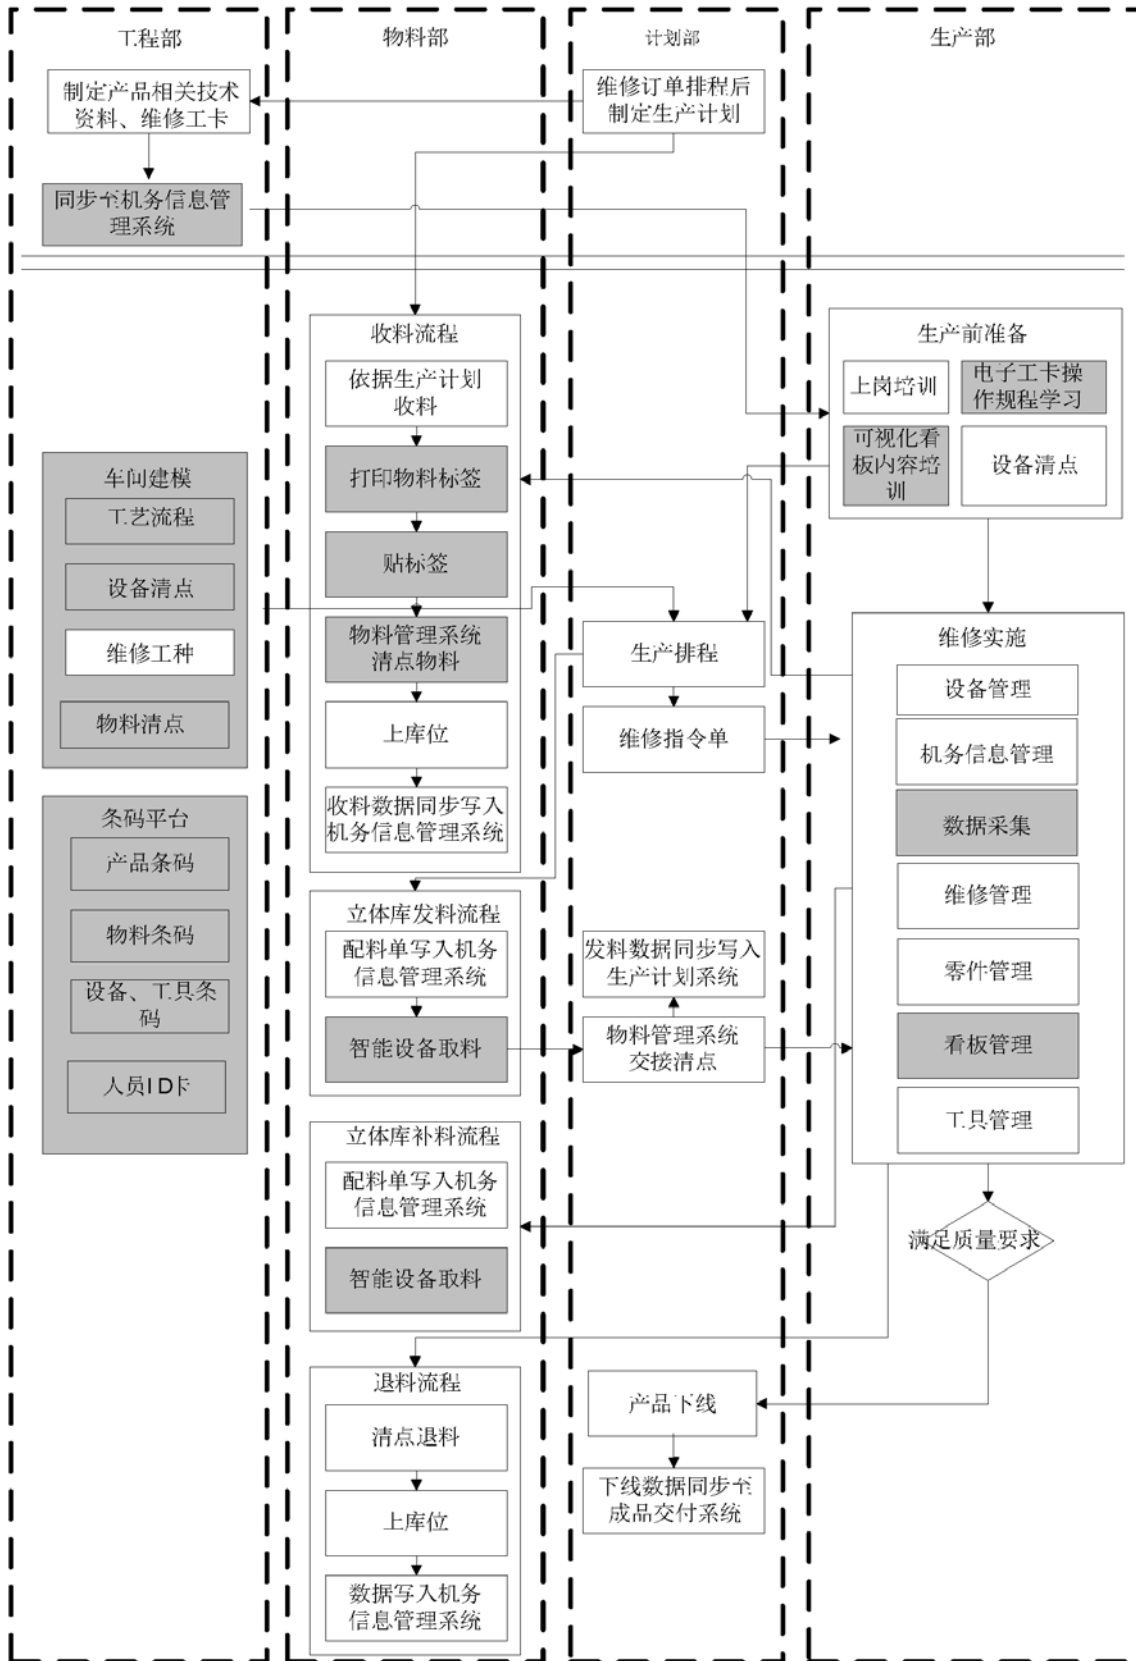 工程部
制定产品相关技术
资料、维修工卡
同步至机务信息管
理系统
车间建模
工艺流程
设备清点
维修工种
物料清点
条码平台
产品条码
物料条码
设备、工具条
码
人员ID卡
物料部
收料流程
依据生产计划
收料
打印物料标签
贴标签
物料管理系统
清点物料
上库位
收料数据同步写入
机务信息管理系统
立体库发料流程
配料单写入机务
信息管理系统
智能设备取料
立体库补料流程
配料单写入机务
信息管理系统
智能设备取料
退料流程
清点退料
上库位
数据写入机务
信息管理系统
计划部
维修订单排程后
制定生产计划
生产排程
维修指令单
发料数据同步写入
生产计划系统
物料管理系统
交接清点
产品下线
下线数据同步至
成品交付系统
生产部
生产前准备
上岗培训
电子工卡操
作规程学习
可视化看
板内容培
训
设备清点
维修实施
设备管理
机务信息管理
数据采集
维修管理
零件管理
看板管理
工具管理
满足质量要求